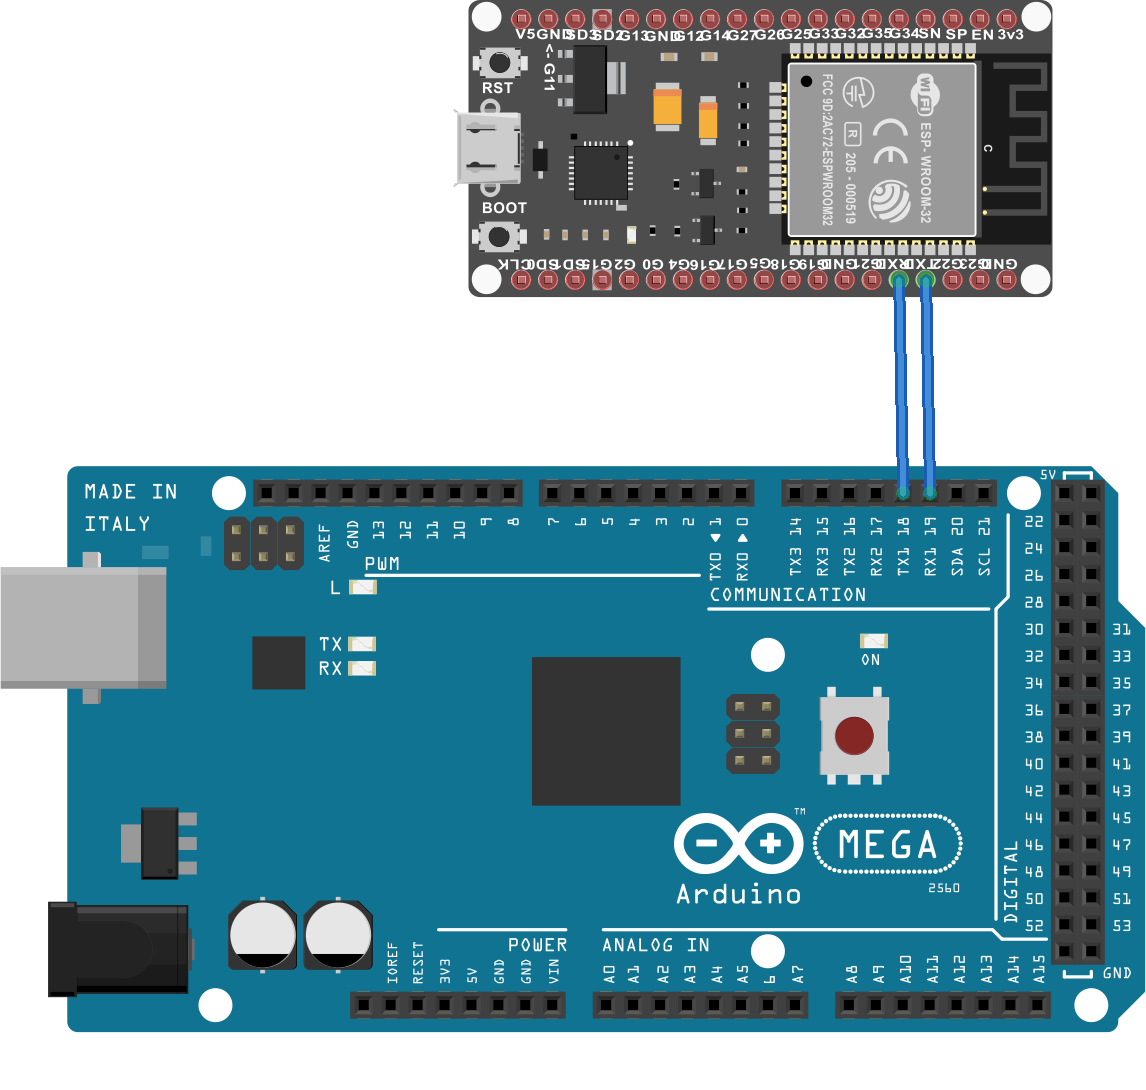 V5 GND SD3 SD2 G13 GND G12 G14 G27 G26 G25 G33 G32 G35 G34 SN SP EN 3v3
<- G11
RST
BOOT
FCC 9D:2AC72-ESPWROOM32
R
205 - 000519
CE
WiFi
ESP - WROOM-32
C
CLK SD0 SD1 G15 G2 G0 G4 G16 G17 G5 G18 G19 GND G21 RX0 TX0 G22 G23 GND
MADE IN
ITALY
AREF
GND
13
12
11
10
9
8
7
6
5
4
3
2
TX0 1
RX0 0
TX3 14
RX3 15
TX2 16
RX2 17
TX1 18
RX1 19
SDA 20
SCL 21
5V
PWM
COMMUNICATION
L
TX
RX
ON
22
24
26
28
30 31
32 33
34 35
36 37
38 39
40 41
42 43
44 45
46 47
48 49
50 51
52 53
GND
DIGITAL
TM
MEGA
Arduino
2560
POWER
ANALOG IN
IOREF
RESET
3V3
5V
GND
GND
VIN
A0
A1
A2
A3
A4
A5
6
A7
A8
A9
A10
A11
A12
A13
A14
A15